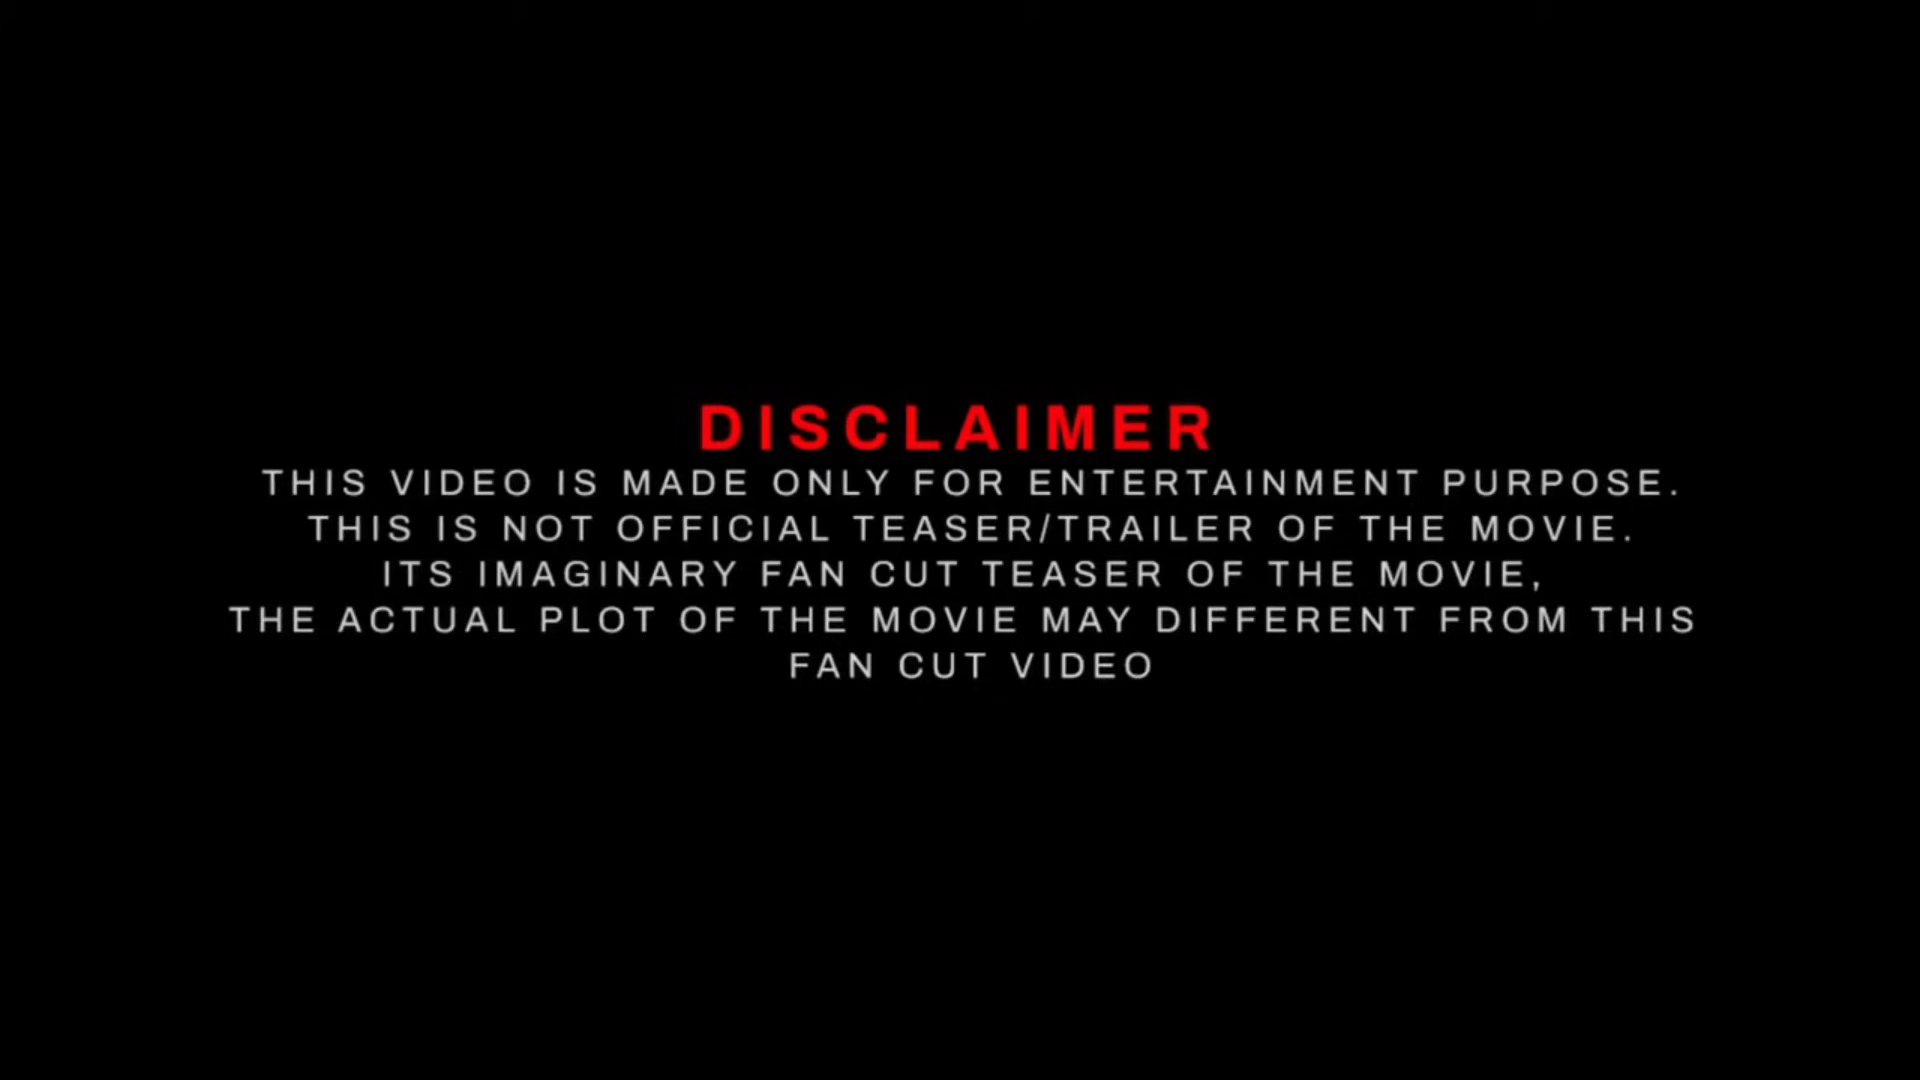 DISCLAIMER
THIS VIDEO IS MADE ONLY FOR ENTERTAINMENT PURPOSE.
THIS IS NOT OFFICIAL TEASER/TRAILER OF THE MOVIE.
ITS IMAGINARY FAN CUT TEASER OF THE MOVIE,
THE ACTUAL PLOT OF THE MOVIE MAY DIFFERENT FROM THIS
FAN CUT VIDEO